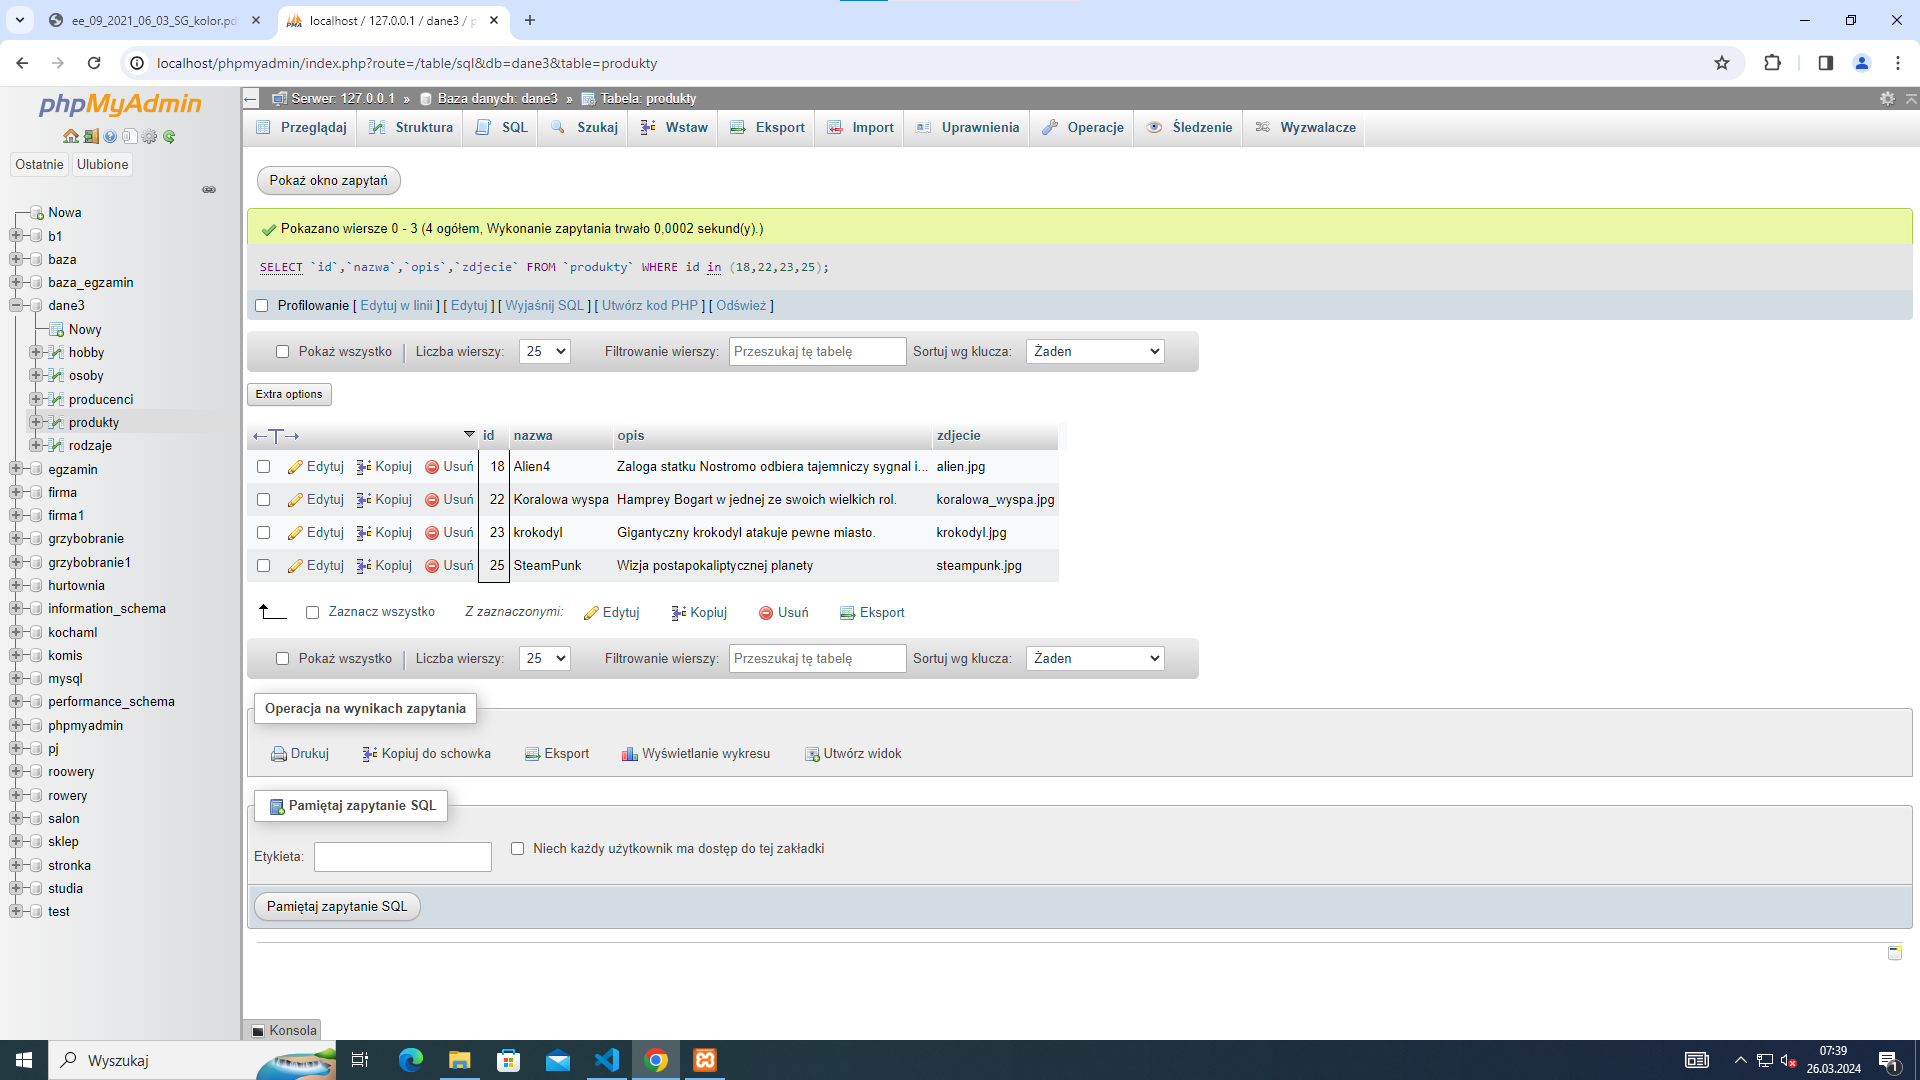 ee_09_2021_06_03_SG_kolor.pd
localhost / 127.0.0.1 / dane3 / p
localhost/phpmyadmin/index.php?route=/table/sql&db=dane3&table=produkty
phpMyAdmin
Ostatnie Ulubione
Nowa
b1
baza
baza_egzamin
dane3
Nowy
hobby
osoby
producenci
produkty
rodzaje
egzamin
firma
firma1
grzybobranie
grzybobranie1
hurtownia
information_schema
kochaml
komis
mysql
performance_schema
phpmyadmin
pj
roowery
rowery
salon
sklep
stronka
studia
test
Serwer: 127.0.0.1 » Baza danych: dane3 » Tabela: produkty
Przeglądaj Struktura SQL Szukaj Wstaw Eksport Import Uprawnienia Operacje Śledzenie Wyzwalacze
Pokaż okno zapytań
Pokazano wiersze 0 - 3 (4 ogółem, Wykonanie zapytania trwało 0,0002 sekund(y).)
SELECT `id`,`nazwa`,`opis`,`zdjecie` FROM `produkty` WHERE id in (18,22,23,25);
Profilowanie [ Edytuj w linii ] [ Edytuj ] [ Wyjaśnij SQL ] [ Utwórz kod PHP ] [ Odśwież ]
Pokaż wszystko | Liczba wierszy: 25 Filtrowanie wierszy: Przeszukaj tę tabelę Sortuj wg klucza: Żaden
Extra options
←T→ id nazwa opis zdjecie
Edytuj Kopiuj Usuń 18 Alien4 Zaloga statku Nostromo odbiera tajemniczy sygnal i... alien.jpg
Edytuj Kopiuj Usuń 22 Koralowa wyspa Hamprey Bogart w jednej ze swoich wielkich rol. koralowa_wyspa.jpg
Edytuj Kopiuj Usuń 23 krokodyl Gigantyczny krokodyl atakuje pewne miasto. krokodyl.jpg
Edytuj Kopiuj Usuń 25 SteamPunk Wizja postapokaliptycznej planety steampunk.jpg
Zaznacz wszystko Z zaznaczonymi: Edytuj Kopiuj Usuń Eksport
Pokaż wszystko | Liczba wierszy: 25 Filtrowanie wierszy: Przeszukaj tę tabelę Sortuj wg klucza: Żaden
Operacja na wynikach zapytania
Drukuj Kopiuj do schowka Eksport Wyświetlanie wykresu Utwórz widok
Pamiętaj zapytanie SQL
Etykieta: Niech każdy użytkownik ma dostęp do tej zakładki
Pamiętaj zapytanie SQL
Konsola
Wyszukaj
07:39
26.03.2024
1